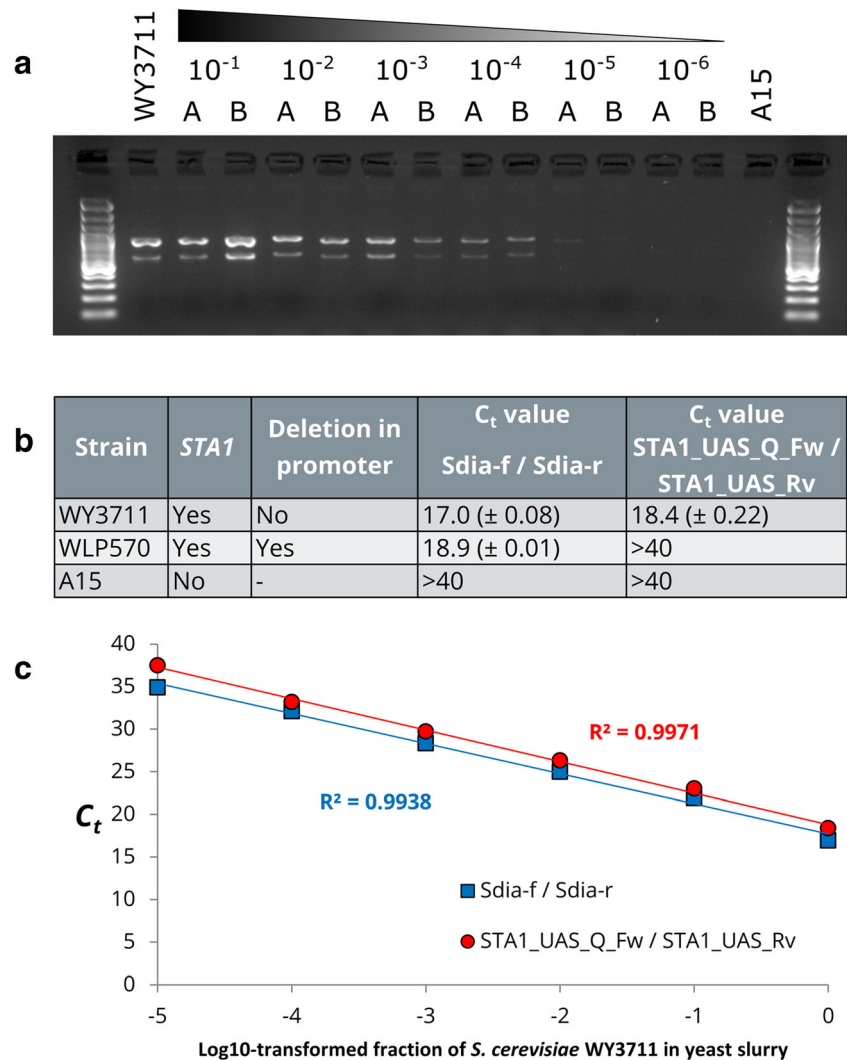 a
WY3711
10⁻¹ 10⁻² 10⁻³ 10⁻⁴ 10⁻⁵ 10⁻⁶
A B A B A B A B A B A B
A15
b
Strain STA1 Deletion in promoter Cₜ value Sdia-f / Sdia-r Cₜ value STA1_UAS_Q_Fw / STA1_UAS_Rv
WY3711 Yes No 17.0 (± 0.08) 18.4 (± 0.22)
WLP570 Yes Yes 18.9 (± 0.01) >40
A15 No - >40 >40
c
40
35
30
25
20
15
10
5
0
Cₜ
R² = 0.9971
R² = 0.9938
Sdia-f / Sdia-r
STA1_UAS_Q_Fw / STA1_UAS_Rv
-5 -4 -3 -2 -1 0
Log10-transformed fraction of S. cerevisiae WY3711 in yeast slurry